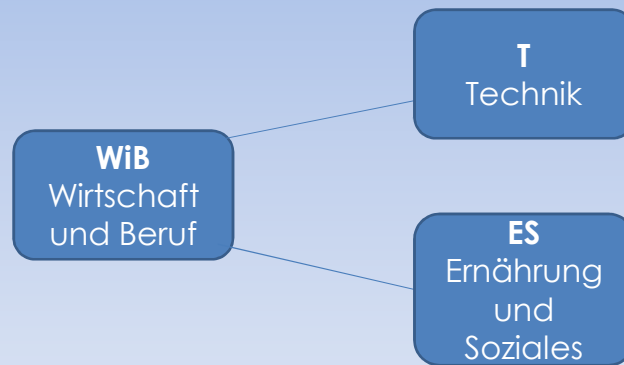 WiB
Wirtschaft
und Beruf
T
Technik
ES
Ernährung
und
Soziales